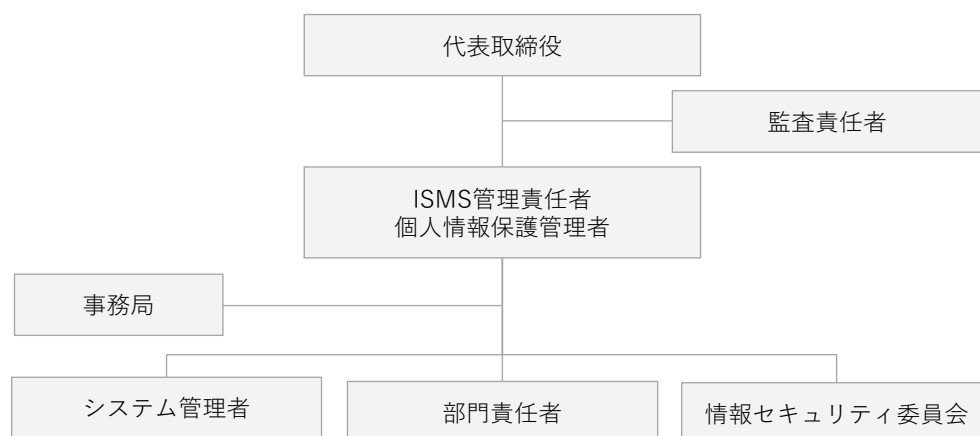 代表取締役
監査責任者
ISMS管理責任者
個人情報保護管理者
事務局
システム管理者
部門責任者
情報セキュリティ委員会